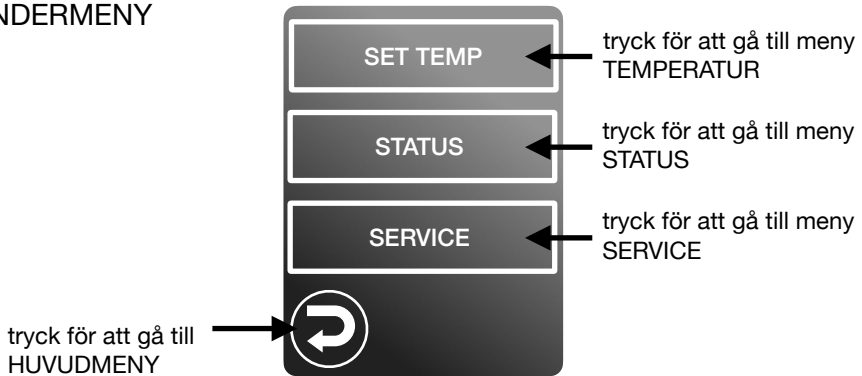 NDERMENY
SET TEMP
tryck för att gå till meny
TEMPERATUR
STATUS
tryck för att gå till meny
STATUS
SERVICE
tryck för att gå till meny
SERVICE
tryck för att gå till
HUVUDMENY